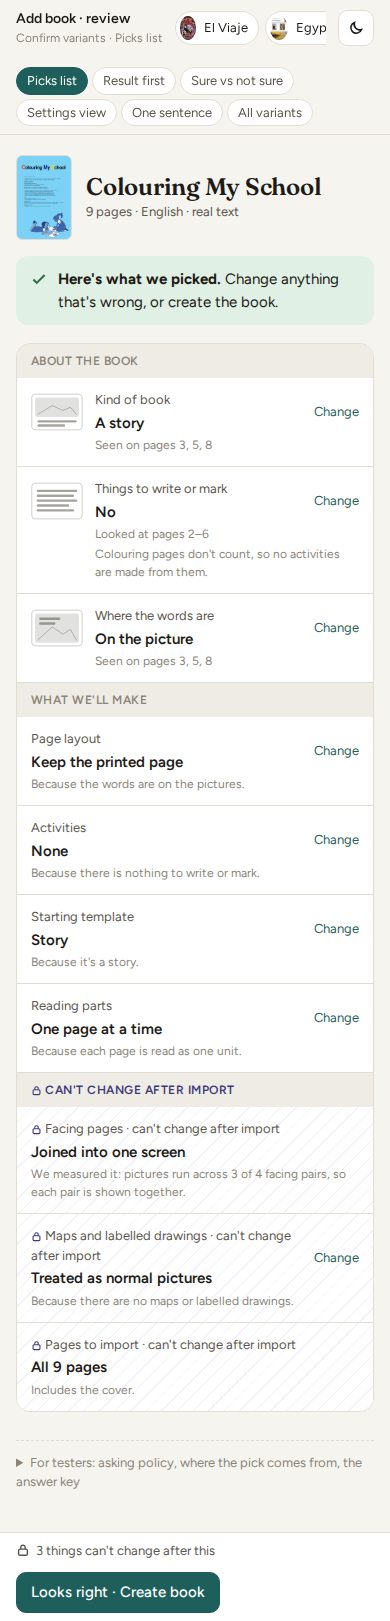 Add book · review
Confirm variants · Picks list
El Viaje
Egyp
Picks list
Result first
Sure vs not sure
Settings view
One sentence
All variants
Colouring My School
Colouring My School
9 pages · English · real text
Here's what we picked. Change anything
that's wrong, or create the book.
ABOUT THE BOOK
Kind of book
A story
Seen on pages 3, 5, 8
Change
Things to write or mark
No
Looked at pages 2–6
Colouring pages don't count, so no activities
are made from them.
Change
Where the words are
On the picture
Seen on pages 3, 5, 8
Change
WHAT WE'LL MAKE
Page layout
Keep the printed page
Because the words are on the pictures.
Change
Activities
None
Because there is nothing to write or mark.
Change
Starting template
Story
Because it's a story.
Change
Reading parts
One page at a time
Because each page is read as one unit.
Change
CAN'T CHANGE AFTER IMPORT
Facing pages · can't change after import
Joined into one screen
We measured it: pictures run across 3 of 4 facing pairs, so
each pair is shown together.
Maps and labelled drawings · can't change
after import
Treated as normal pictures
Because there are no maps or labelled drawings.
Change
Pages to import · can't change after import
All 9 pages
Includes the cover.
For testers: asking policy, where the pick comes from, the
answer key
3 things can't change after this
Looks right · Create book